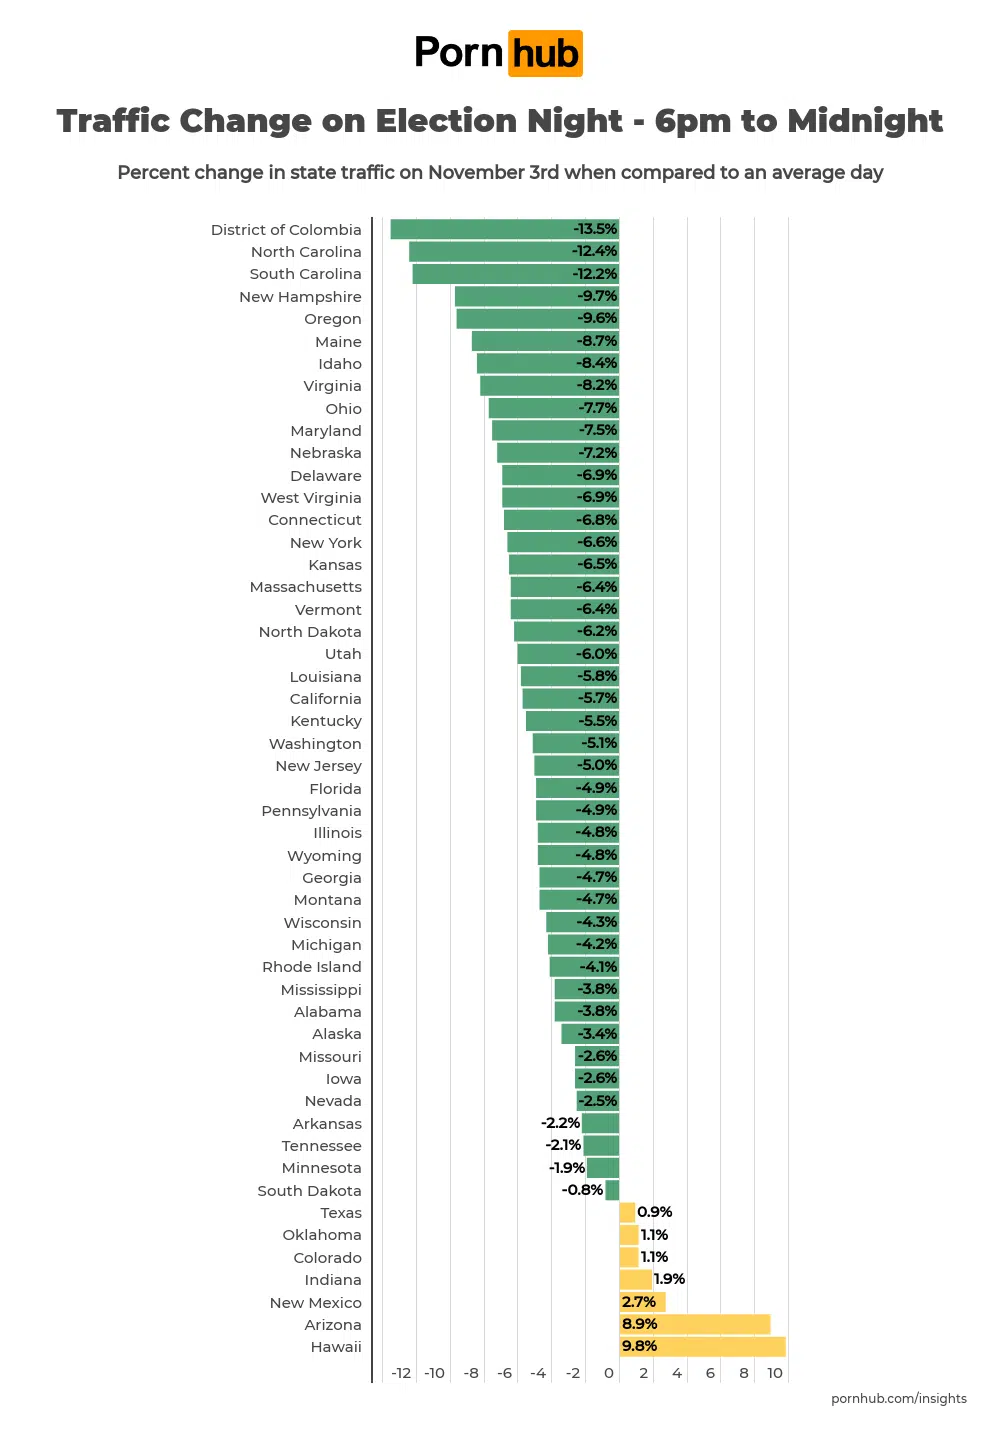 Pornhub
Traffic Change on Election Night - 6pm to Midnight
Percent change in state traffic on November 3rd when compared to an average day
District of Colombia -13.5%
North Carolina -12.4%
South Carolina -12.2%
New Hampshire -9.7%
Oregon -9.6%
Maine -8.7%
Idaho -8.4%
Virginia -8.2%
Ohio -7.7%
Maryland -7.5%
Nebraska -7.2%
Delaware -6.9%
West Virginia -6.9%
Connecticut -6.8%
New York -6.6%
Kansas -6.5%
Massachusetts -6.4%
Vermont -6.4%
North Dakota -6.2%
Utah -6.0%
Louisiana -5.8%
California -5.7%
Kentucky -5.5%
Washington -5.1%
New Jersey -5.0%
Florida -4.9%
Pennsylvania -4.9%
Illinois -4.8%
Wyoming -4.8%
Georgia -4.7%
Montana -4.7%
Wisconsin -4.3%
Michigan -4.2%
Rhode Island -4.1%
Mississippi -3.8%
Alabama -3.8%
Alaska -3.4%
Missouri -2.6%
Iowa -2.6%
Nevada -2.5%
Arkansas -2.2%
Tennessee -2.1%
Minnesota -1.9%
South Dakota -0.8%
Texas 0.9%
Oklahoma 1.1%
Colorado 1.1%
Indiana 1.9%
New Mexico 2.7%
Arizona 8.9%
Hawaii 9.8%
-12 -10 -8 -6 -4 -2 0 2 4 6 8 10
pornhub.com/insights